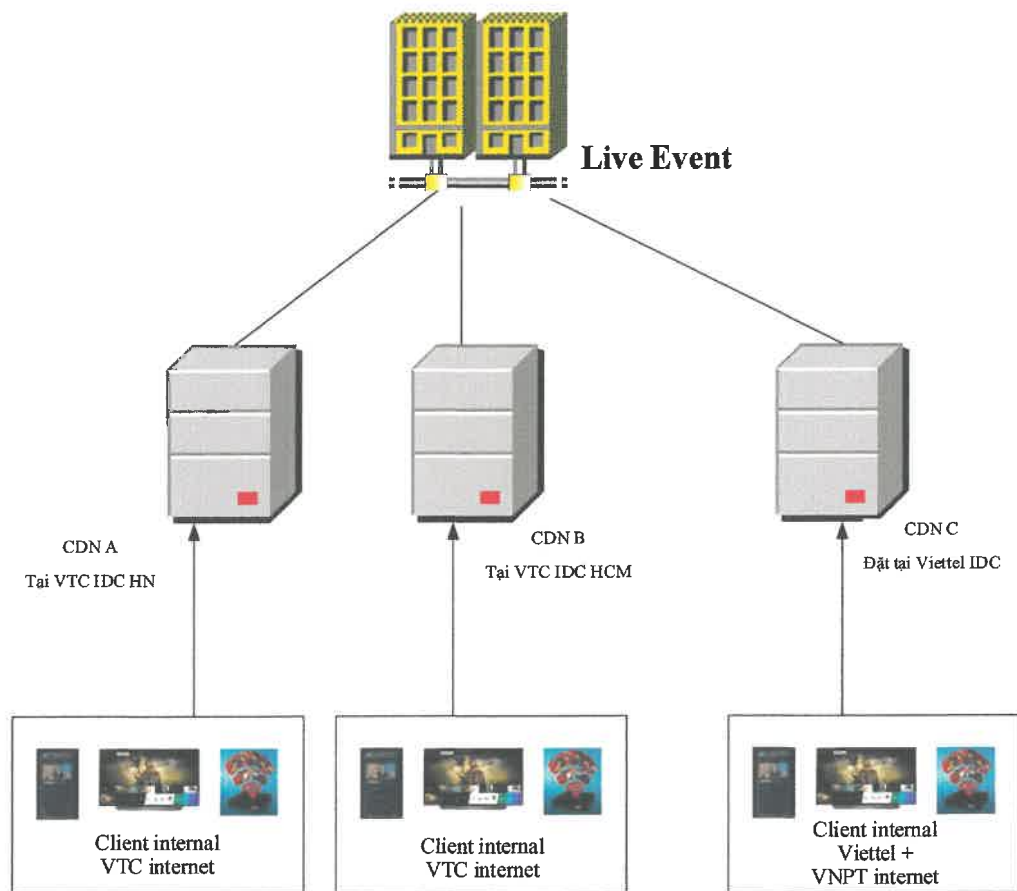 Live Event
CDN A
Tại VTC IDC HN
CDN B
Tại VTC IDC HCM
CDN C
Đặt tại Viettel IDC
Client internal
VTC internet
Client internal
VTC internet
Client internal
Viettel +
VNPT internet